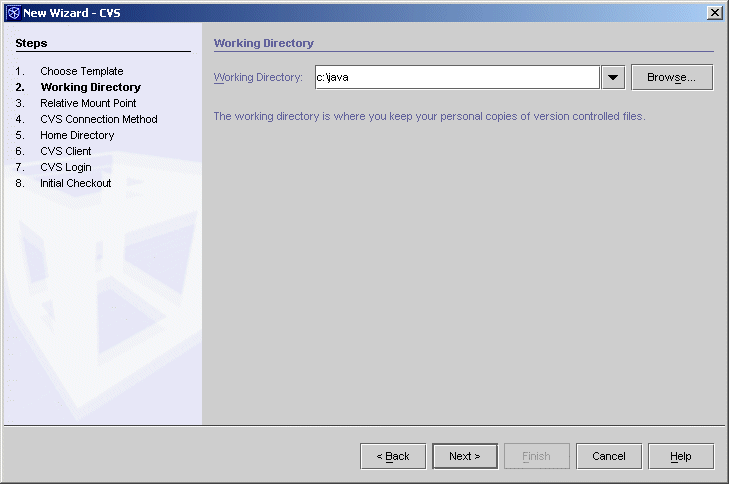 New Wizard - CVS
Steps
1. Choose Template
2. Working Directory
3. Relative Mount Point
4. CVS Connection Method
5. Home Directory
6. CVS Client
7. CVS Login
8. Initial Checkout
Working Directory
Working Directory: c:\java Browse...
The working directory is where you keep your personal copies of version controlled files.
< Back Next > Finish Cancel Help